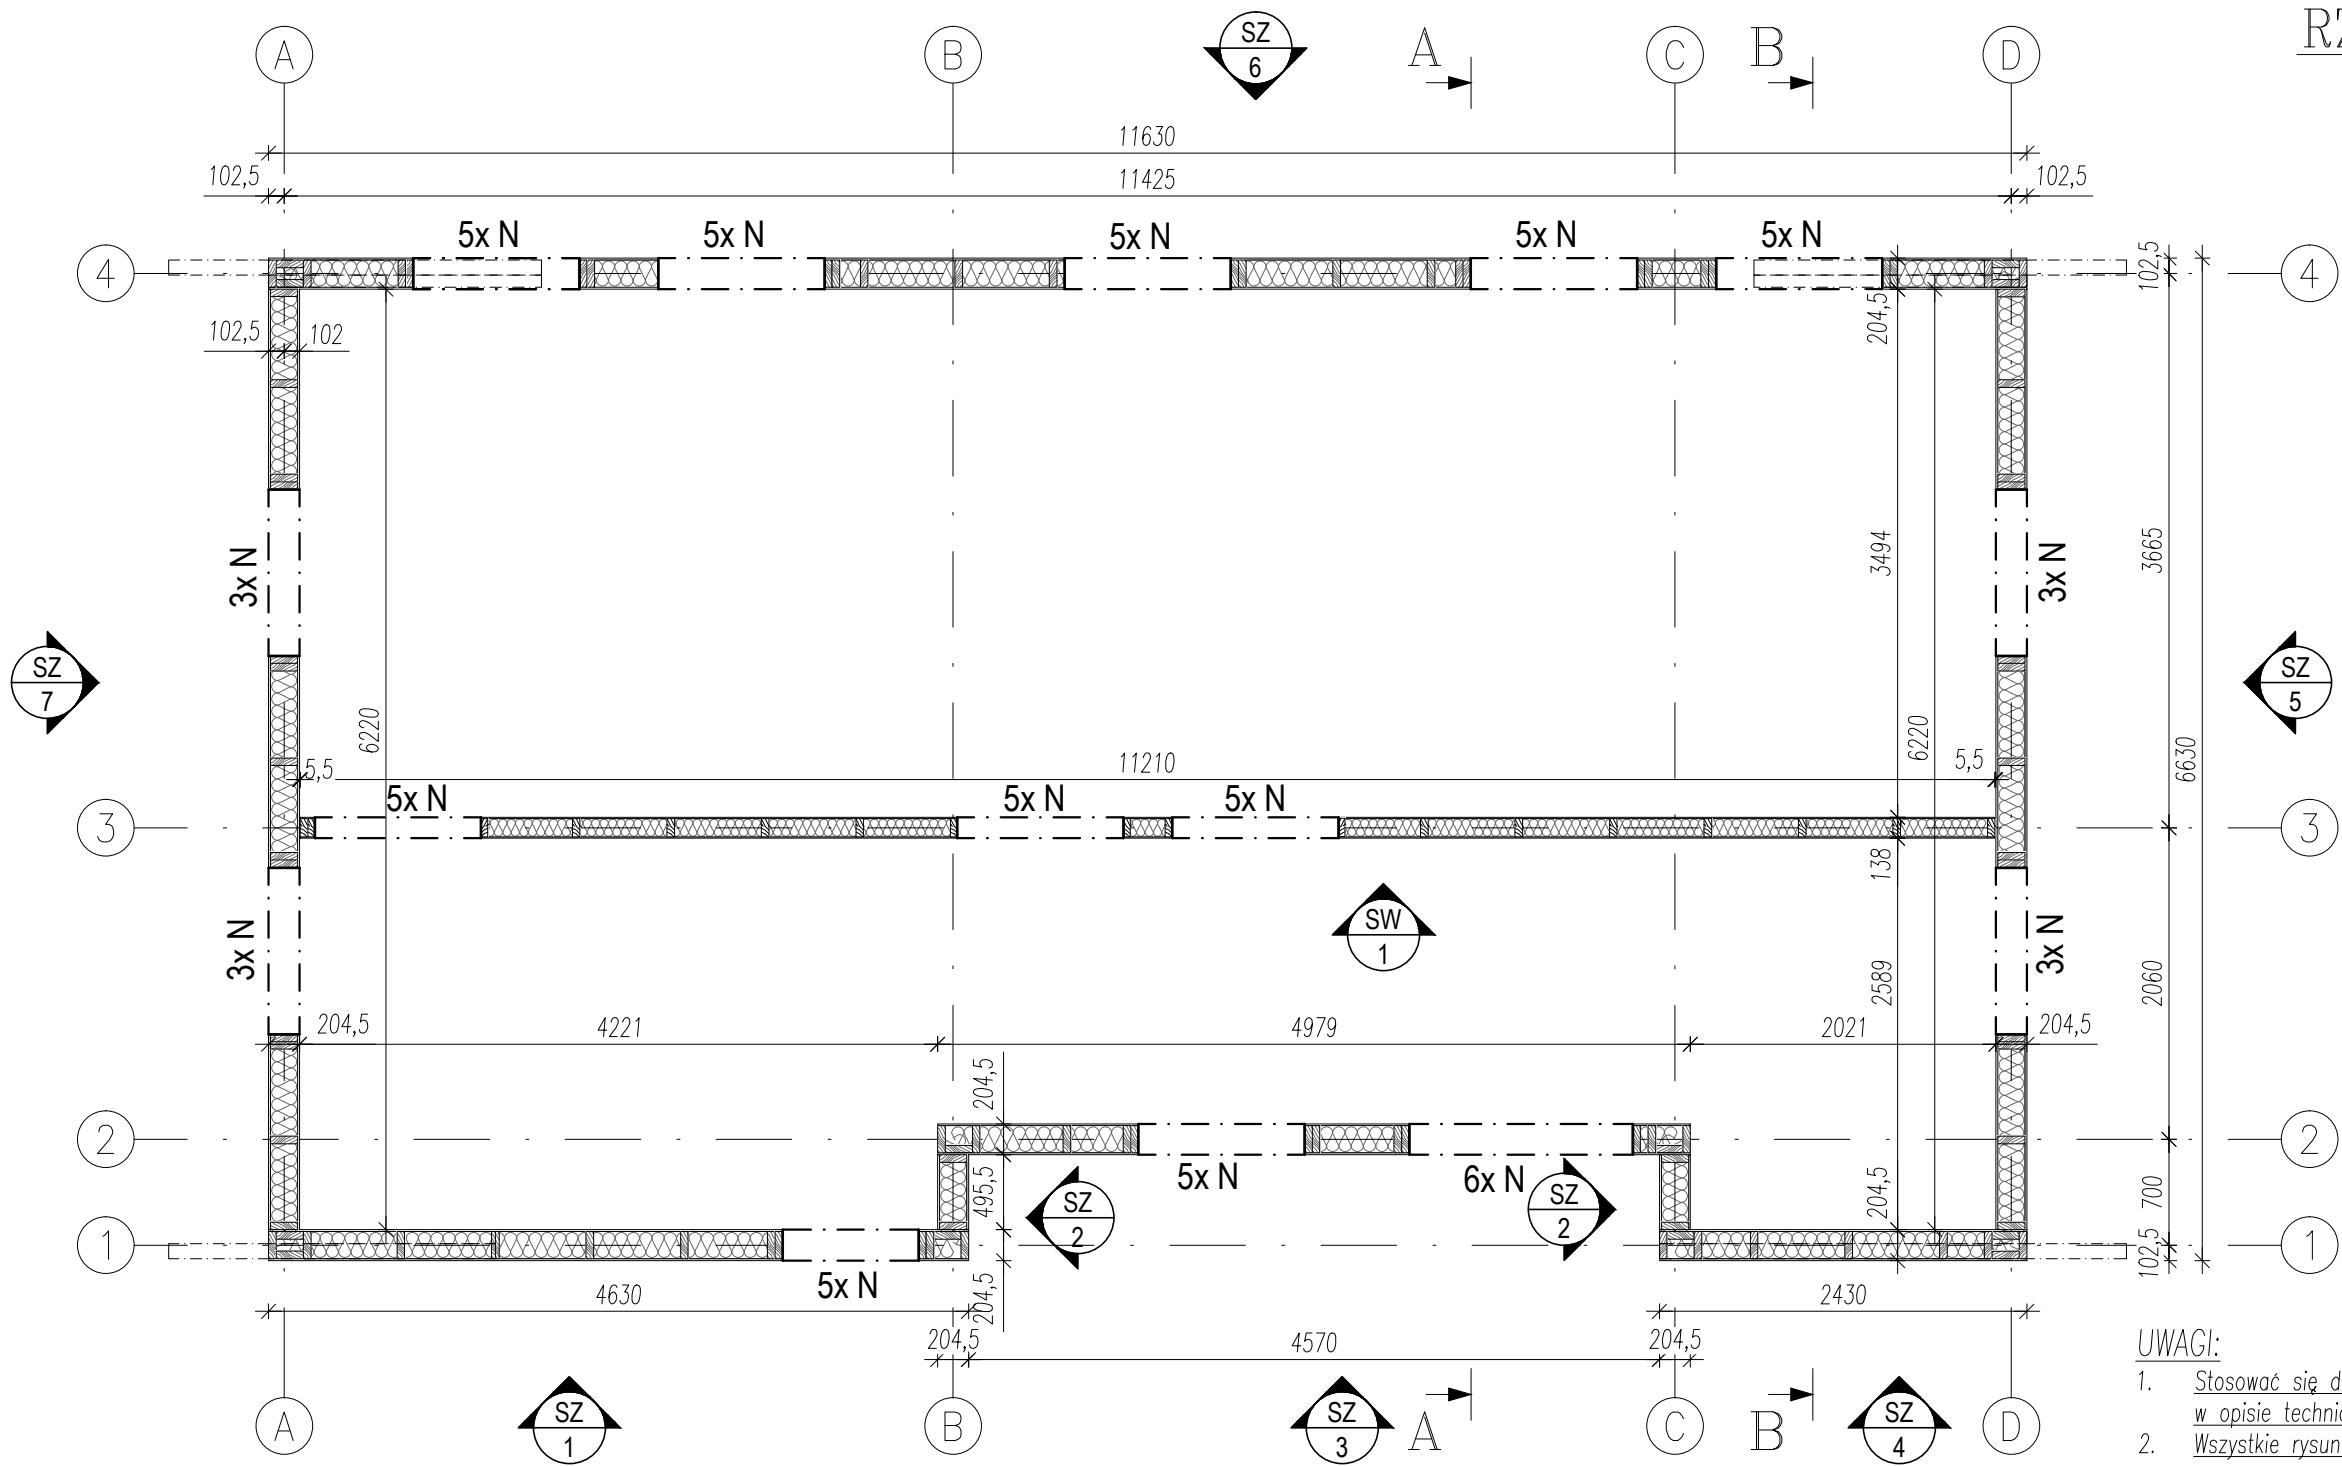 RZ
A
B
SZ
6
A
C
B
D
11630
102,5
11425
102,5
5x N
5x N
5x N
5x N
5x N
4
4
102,5
102,5
204,5
102,5
102
3x N
3494
3x N
3665
SZ
7
SZ
5
6220
6220
6630
5,5
11210
5,5
5x N
5x N
5x N
3
3
138
SW
1
3x N
2589
3x N
2060
204,5
4221
4979
2021
204,5
204,5
2
2
5x N
6x N
SZ
2
SZ
2
495,5
204,5
700
1
1
102,5
5x N
204,5
4630
2430
204,5
4570
204,5
UWAGI:
1. Stosować się d
w opisie techni
2. Wszystkie rysun
A
SZ
1
B
SZ
3
A
C
B
SZ
4
D